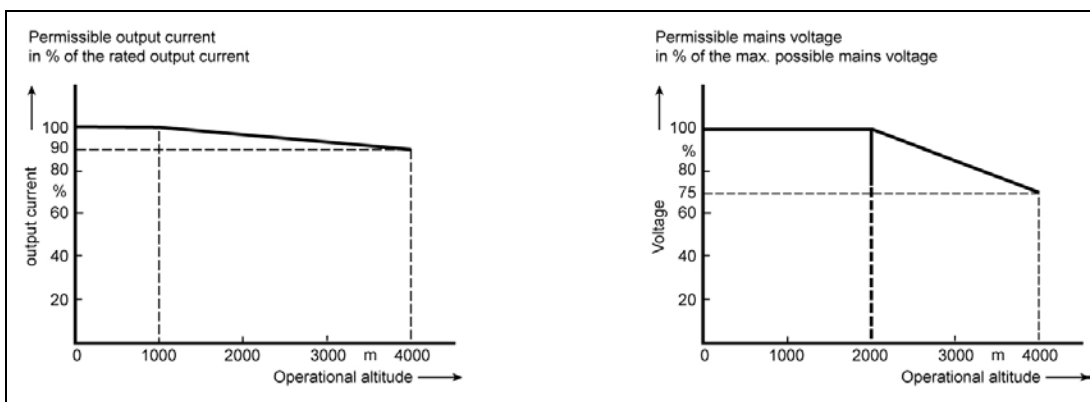 Permissible output current
in % of the rated output current
100
90
80
%
60
40
20
output current
0 1000 2000 3000 m 4000
Operational altitude
Permissible mains voltage
in % of the max. possible mains voltage
100
%
80
75
60
40
20
Voltage
0 1000 2000 3000 m 4000
Operational altitude